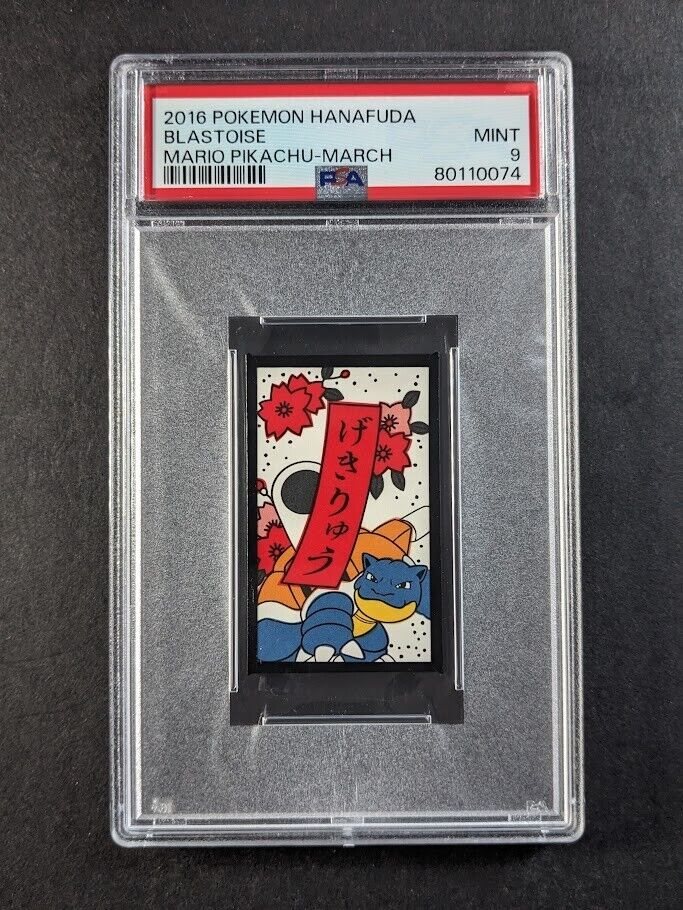 2016 POKEMON HANAFUDA
BLASTOISE MINT
MARIO PIKACHU-MARCH 9
PSA 80110074
げきりゅう